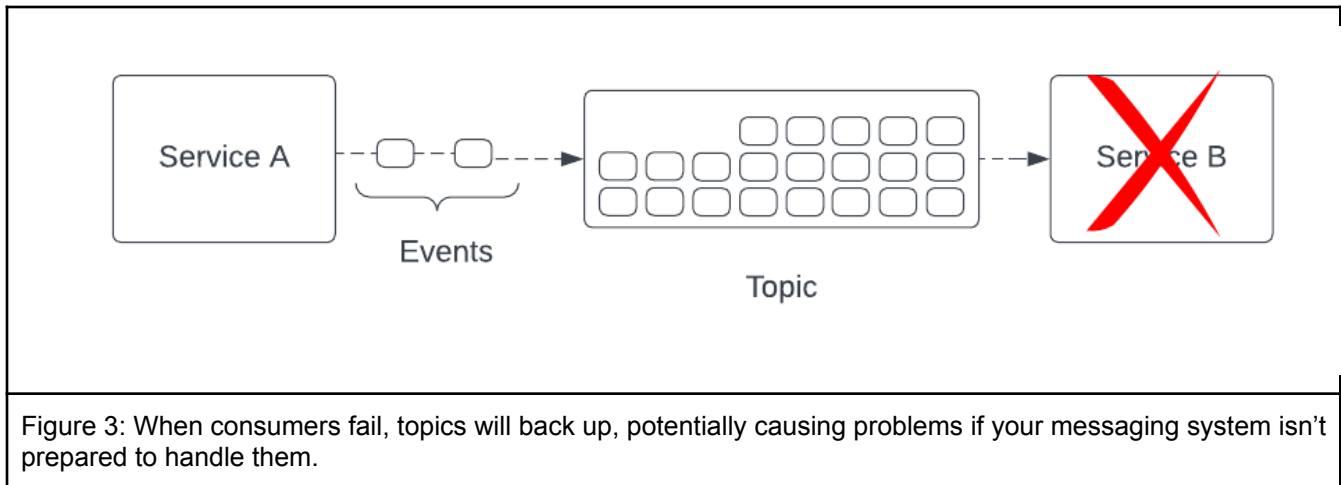 Service A
Events
Topic
Service B
Figure 3: When consumers fail, topics will back up, potentially causing problems if your messaging system isn’t
prepared to handle them.